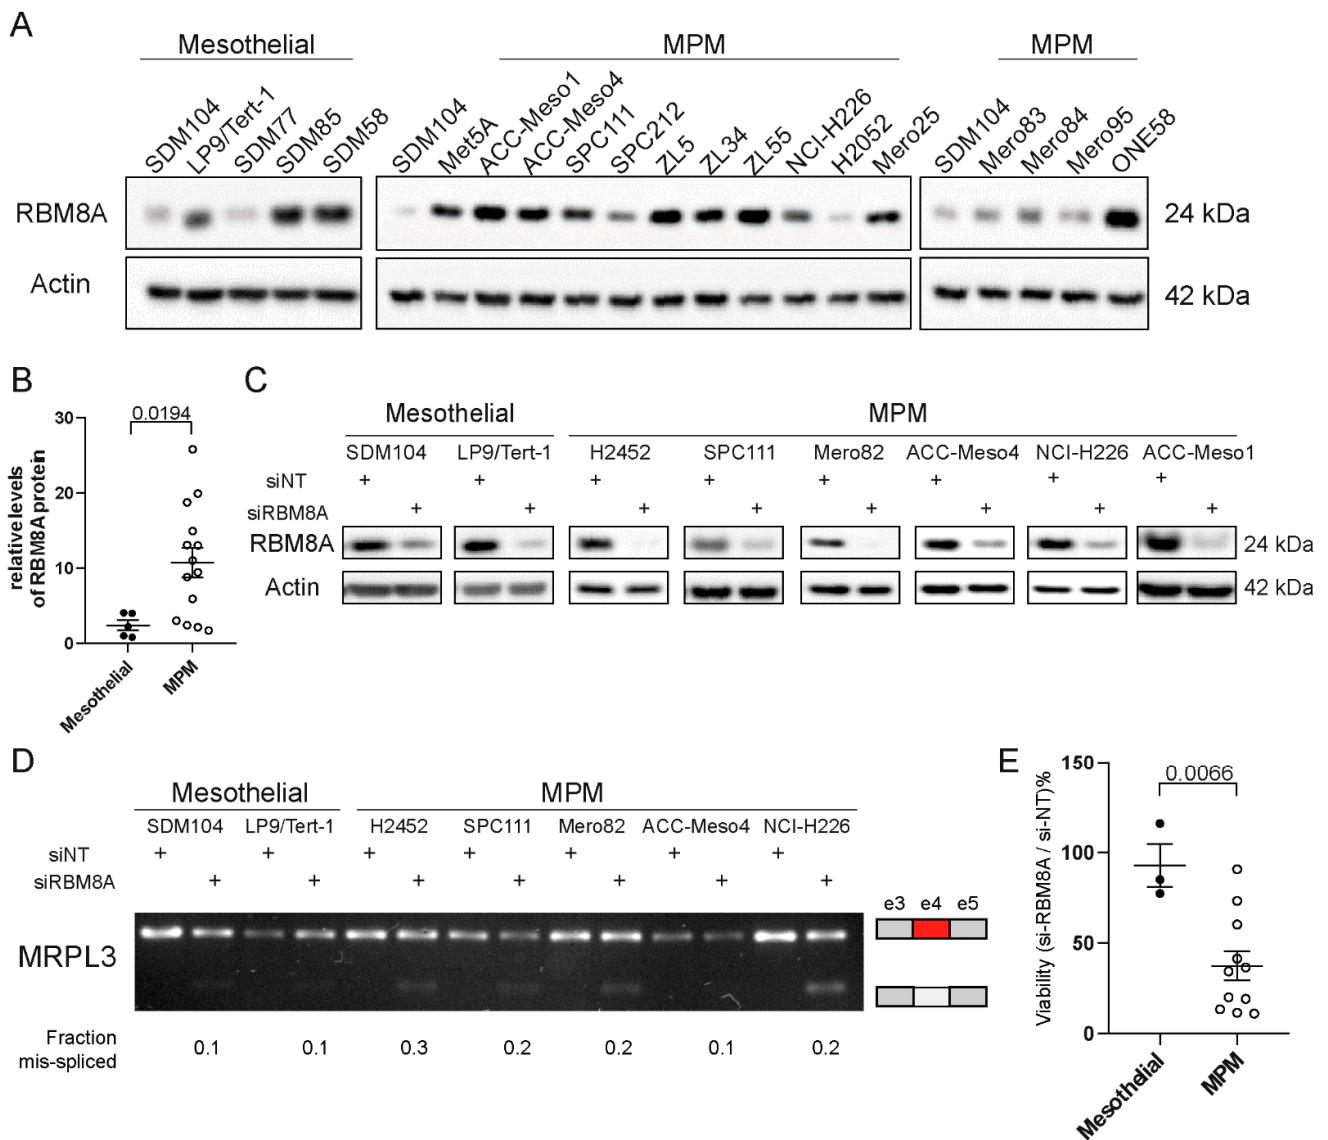 A
Mesothelial
MPM
MPM
SDM104 LP9/Tert-1 SDM77 SDM85 SDM58
SDM104 Met5A ACC-Meso1 ACC-Meso4 SPC111 SPC212 ZL5 ZL34 ZL55 NCI-H226 H2052 Mero25
SDM104 Mero83 Mero84 Mero95 ONE58
RBM8A 24 kDa
Actin 42 kDa
B
30
20
10
0
relative levels
of RBM8A protein
0.0194
Mesothelial
MPM
C
Mesothelial MPM
SDM104 LP9/Tert-1 H2452 SPC111 Mero82 ACC-Meso4 NCI-H226 ACC-Meso1
siNT + + + + + + + +
siRBM8A + + + + + + + +
RBM8A 24 kDa
Actin 42 kDa
D
Mesothelial MPM
SDM104 LP9/Tert-1 H2452 SPC111 Mero82 ACC-Meso4 NCI-H226
siNT + + + + + + +
siRBM8A + + + + + + +
e3 e4 e5
MRPL3
Fraction
mis-spliced
0.1 0.1 0.3 0.2 0.2 0.1 0.2
E
150
100
50
0
Viability (si-RBM8A / si-NT)%
0.0066
Mesothelial
MPM